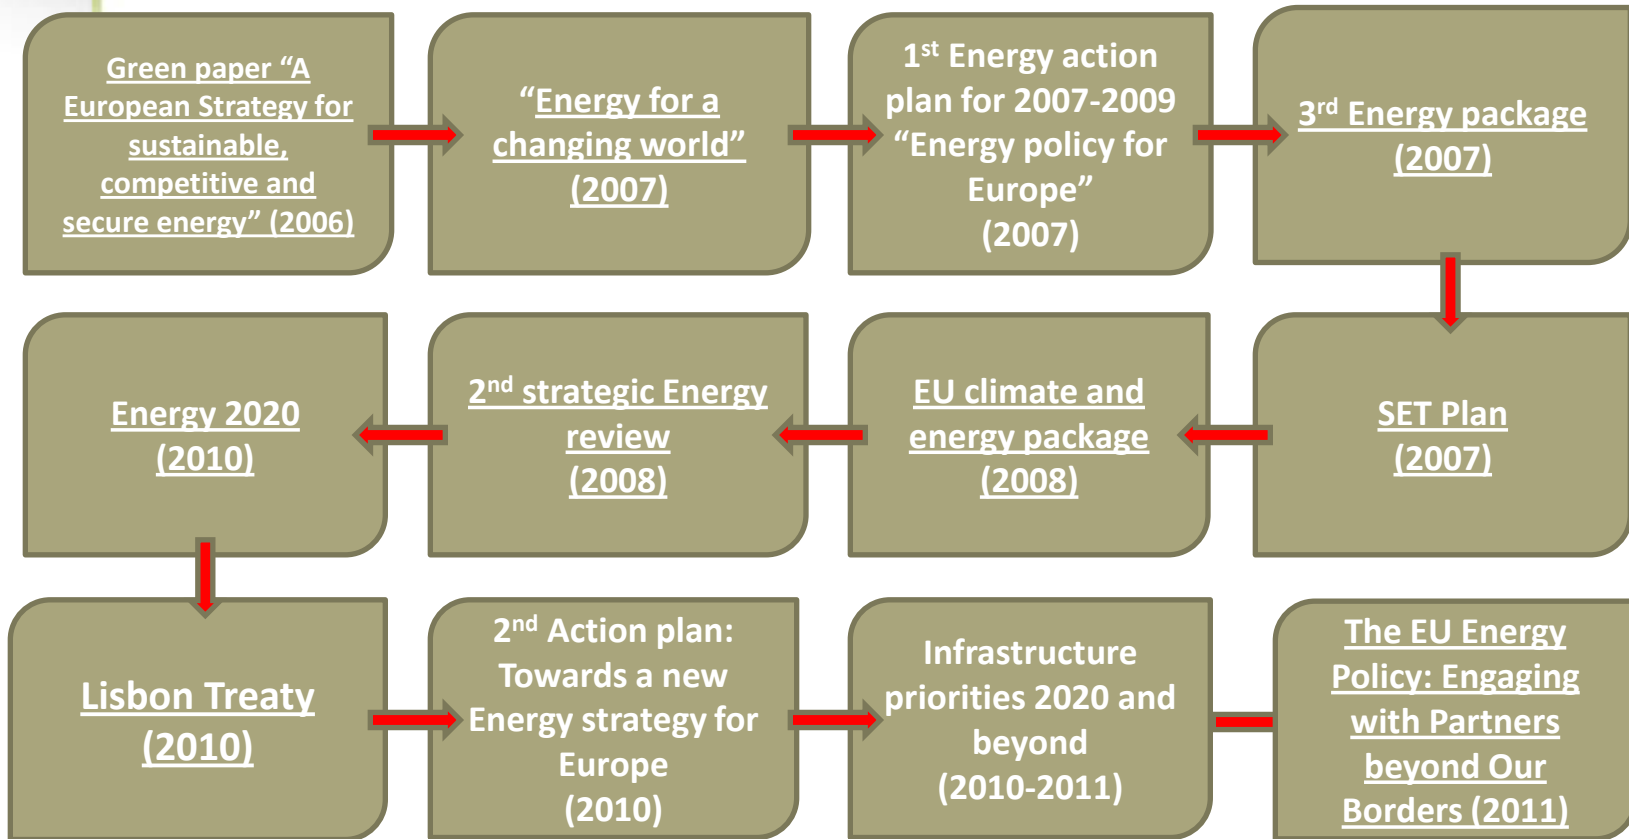 Green paper “A
European Strategy for
sustainable,
competitive and
secure energy” (2006)
“Energy for a
changing world”
(2007)
1st Energy action
plan for 2007-2009
“Energy policy for
Europe”
(2007)
3rd Energy package
(2007)
SET Plan
(2007)
EU climate and
energy package
(2008)
2nd strategic Energy
review
(2008)
Energy 2020
(2010)
Lisbon Treaty
(2010)
2nd Action plan:
Towards a new
Energy strategy for
Europe
(2010)
Infrastructure
priorities 2020 and
beyond
(2010-2011)
The EU Energy
Policy: Engaging
with Partners
beyond Our
Borders (2011)